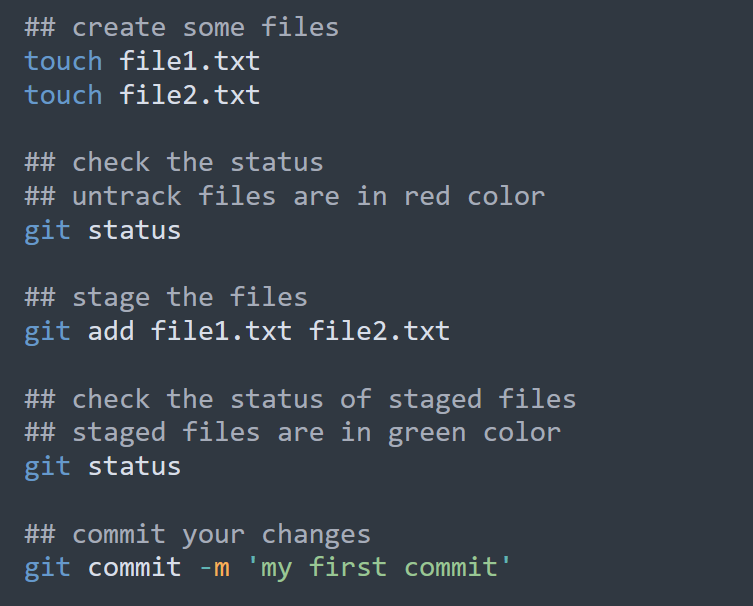 ## create some files
touch file1.txt
touch file2.txt
## check the status
## untrack files are in red color
git status
## stage the files
git add file1.txt file2.txt
## check the status of staged files
## staged files are in green color
git status
## commit your changes
git commit -m 'my first commit'